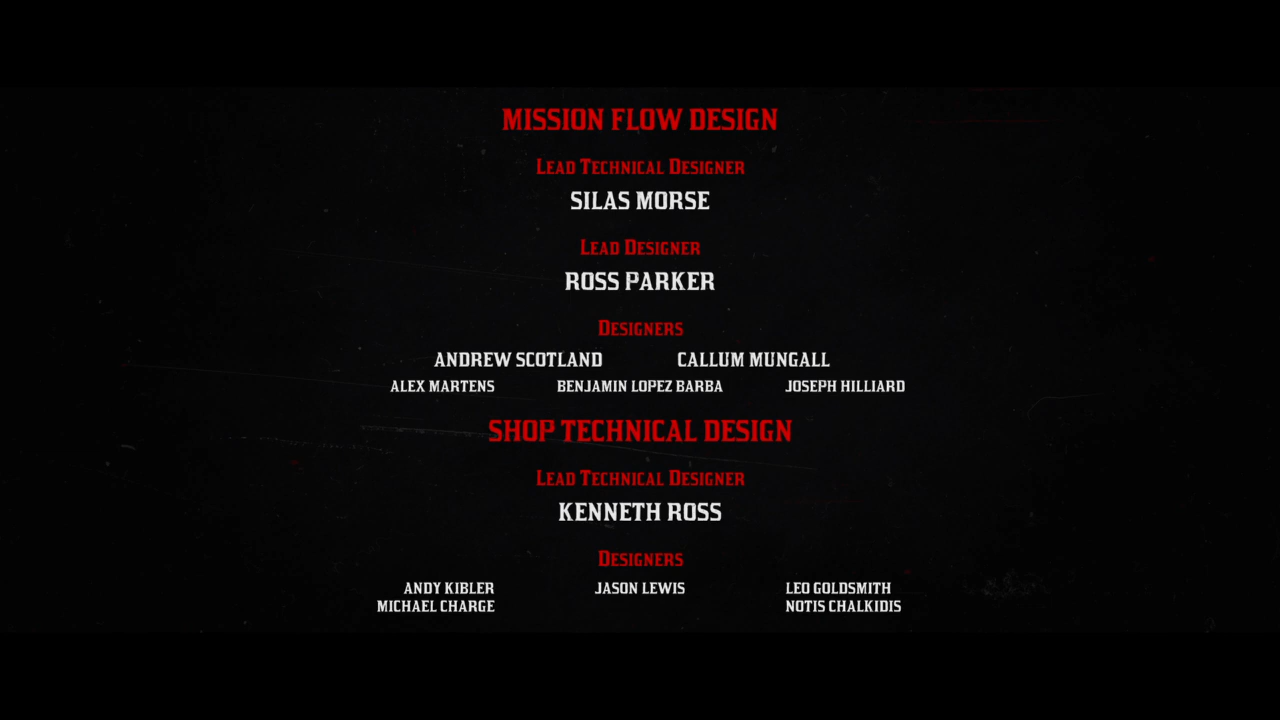 MISSION FLOW DESIGN
LEAD TECHNICAL DESIGNER
SILAS MORSE
LEAD DESIGNER
ROSS PARKER
DESIGNERS
ANDREW SCOTLAND CALLUM MUNGALL
ALEX MARTENS BENJAMIN LOPEZ BARBA JOSEPH HILLIARD
SHOP TECHNICAL DESIGN
LEAD TECHNICAL DESIGNER
KENNETH ROSS
DESIGNERS
ANDY KIBLER JASON LEWIS LEO GOLDSMITH
MICHAEL CHARGE NOTIS CHALKIDIS